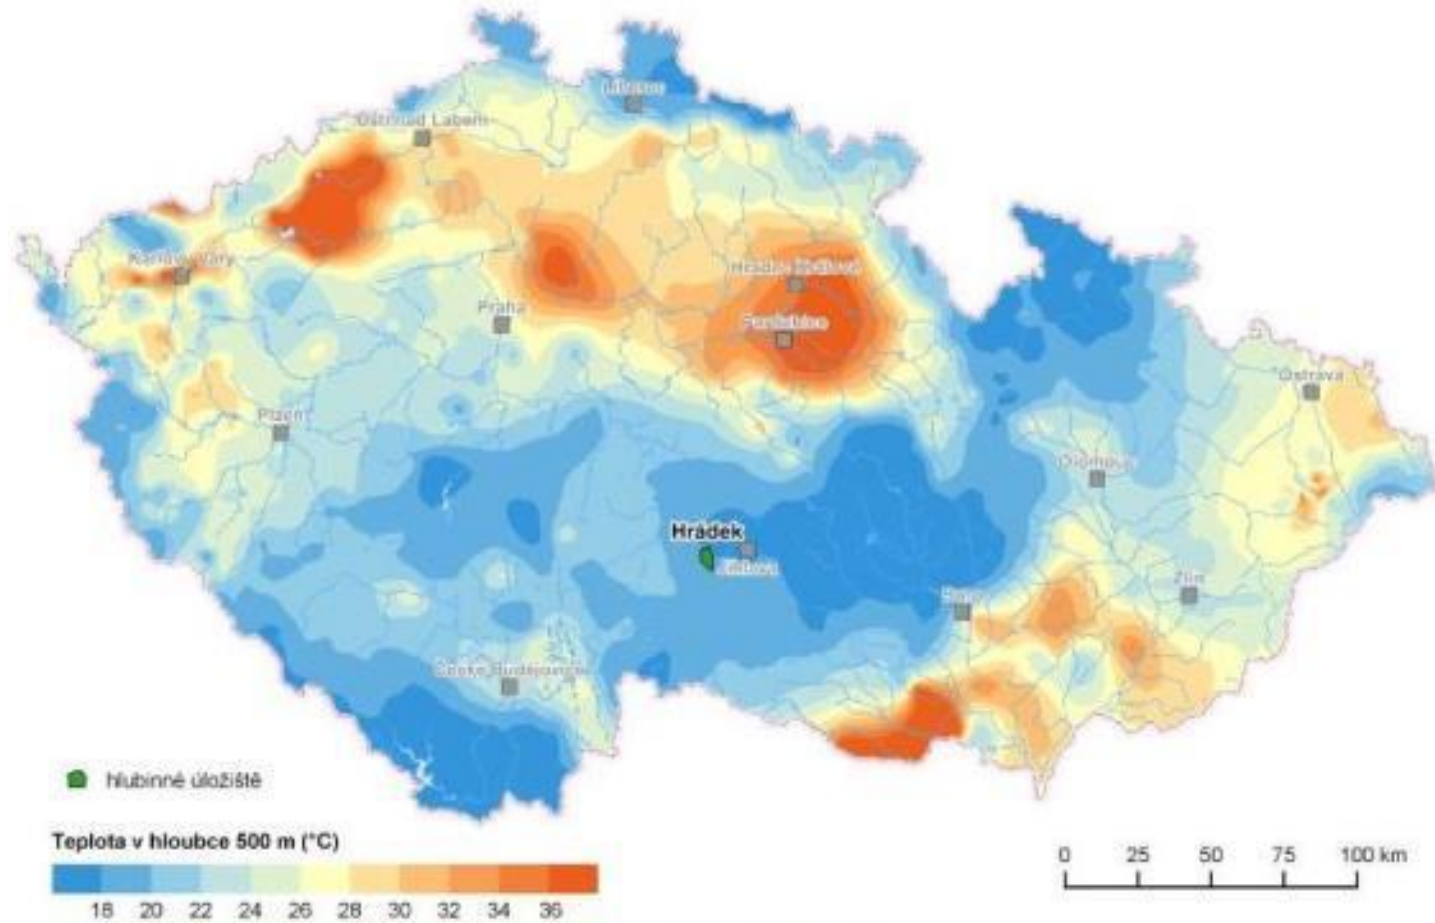 Liberec
Ústí nad Labem
Karlovy Vary
Hradec Králové
Praha
Pardubice
Ostrava
Plzeň
Olomouc
Hrádek
Jihlava
Zlín
Brno
České Budějovice
hlubinné úložiště
Teplota v hloubce 500 m (°C)
18 20 22 24 26 28 30 32 34 36
0 25 50 75 100 km